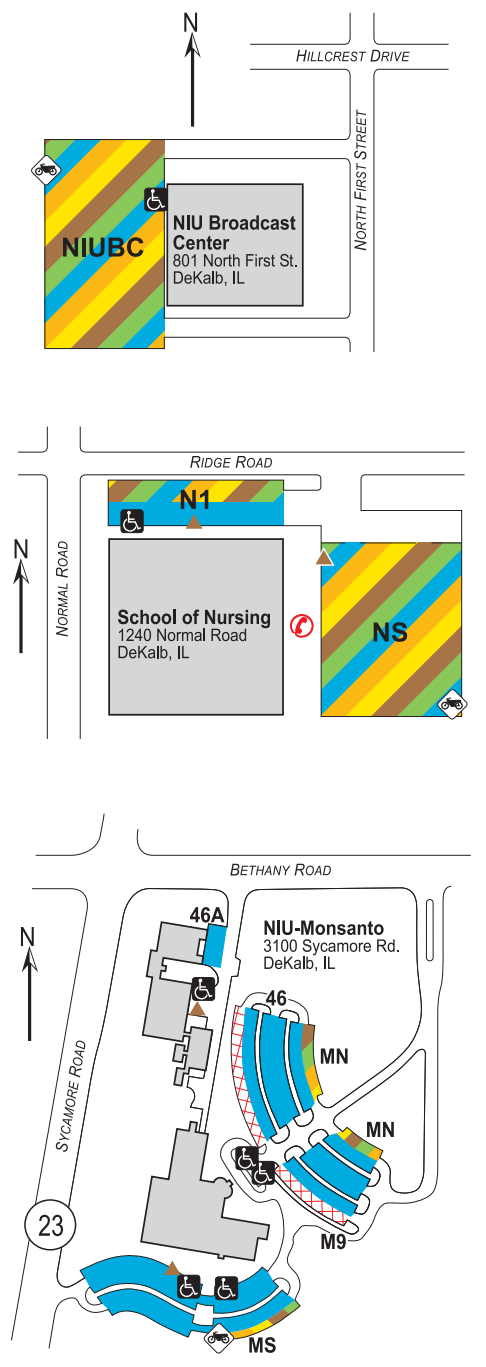 N
HILLCREST DRIVE
NORTH FIRST STREET
NIUBC
NIU Broadcast
Center
801 North First St.
DeKalb, IL
RIDGE ROAD
N1
N
NORMAL ROAD
School of Nursing
1240 Normal Road
DeKalb, IL
NS
BETHANY ROAD
46A
NIU-Monsanto
3100 Sycamore Rd.
DeKalb, IL
N
46
MN
SYCAMORE ROAD
MN
23
M9
MS